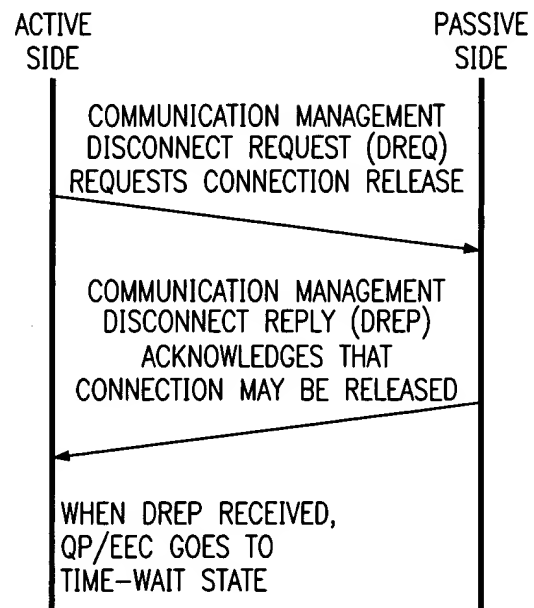 ACTIVE
SIDE
PASSIVE
SIDE
COMMUNICATION MANAGEMENT
DISCONNECT REQUEST (DREQ)
REQUESTS CONNECTION RELEASE
COMMUNICATION MANAGEMENT
DISCONNECT REPLY (DREP)
ACKNOWLEDGES THAT
CONNECTION MAY BE RELEASED
WHEN DREP RECEIVED,
QP/EEC GOES TO
TIME-WAIT STATE